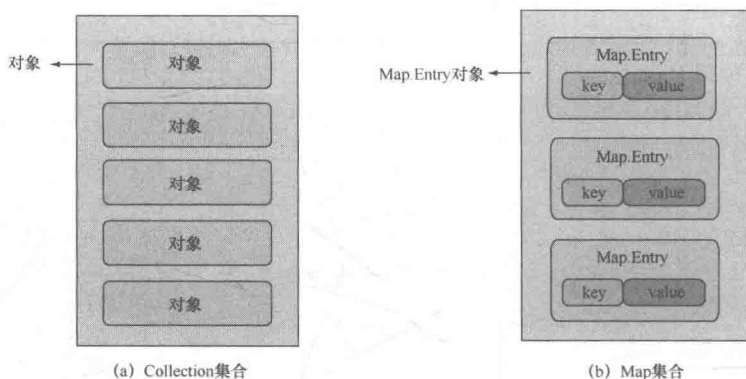 对象
对象
对象
对象
对象
对象
(a) Collection集合
Map.Entry对象
Map.Entry
key value
Map.Entry
key value
Map.Entry
key value
(b) Map集合